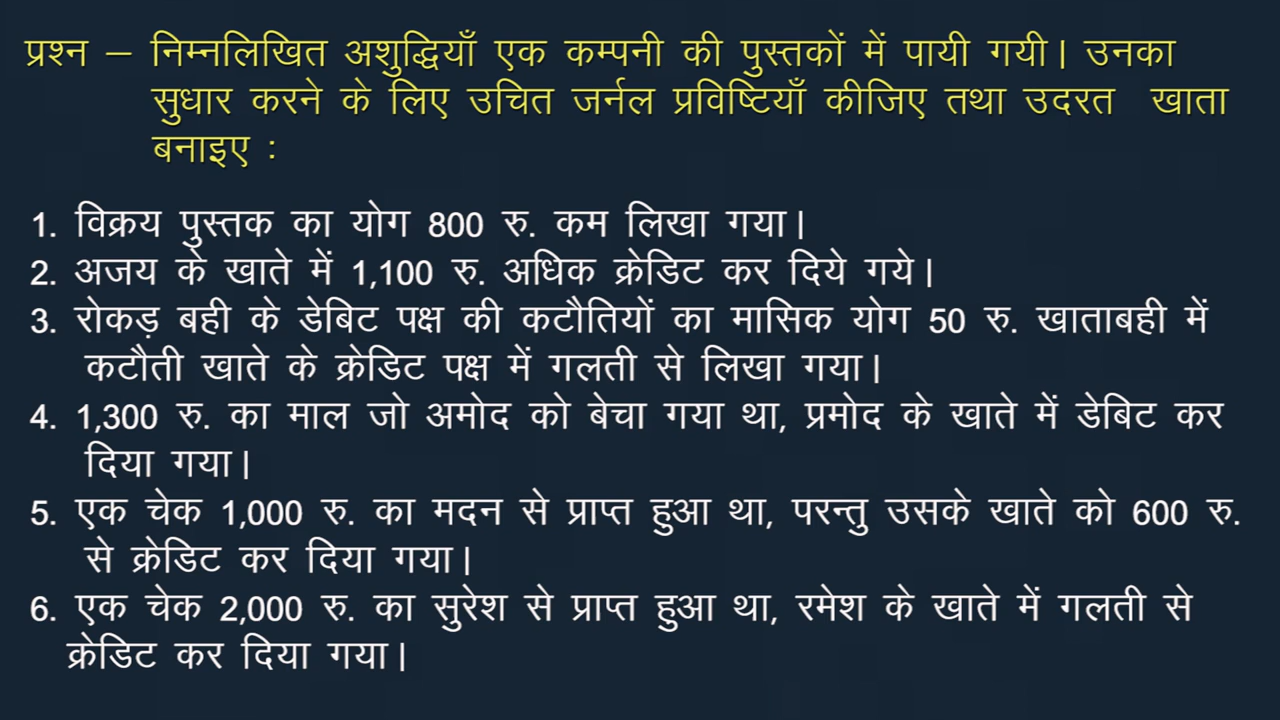 प्रश्न – निम्नलिखित अशुद्धियाँ एक कम्पनी की पुस्तकों में पायी गयी। उनका
सुधार करने के लिए उचित जर्नल प्रविष्टियाँ कीजिए तथा उदरत खाता
बनाइए :
1. विक्रय पुस्तक का योग 800 रु. कम लिखा गया।
2. अजय के खाते में 1,100 रु. अधिक क्रेडिट कर दिये गये।
3. रोकड़ बही के डेबिट पक्ष की कटौतियों का मासिक योग 50 रु. खाताबही में
कटौती खाते के क्रेडिट पक्ष में गलती से लिखा गया।
4. 1,300 रु. का माल जो अमोद को बेचा गया था, प्रमोद के खाते में डेबिट कर
दिया गया।
5. एक चेक 1,000 रु. का मदन से प्राप्त हुआ था, परन्तु उसके खाते को 600 रु.
से क्रेडिट कर दिया गया।
6. एक चेक 2,000 रु. का सुरेश से प्राप्त हुआ था, रमेश के खाते में गलती से
क्रेडिट कर दिया गया।